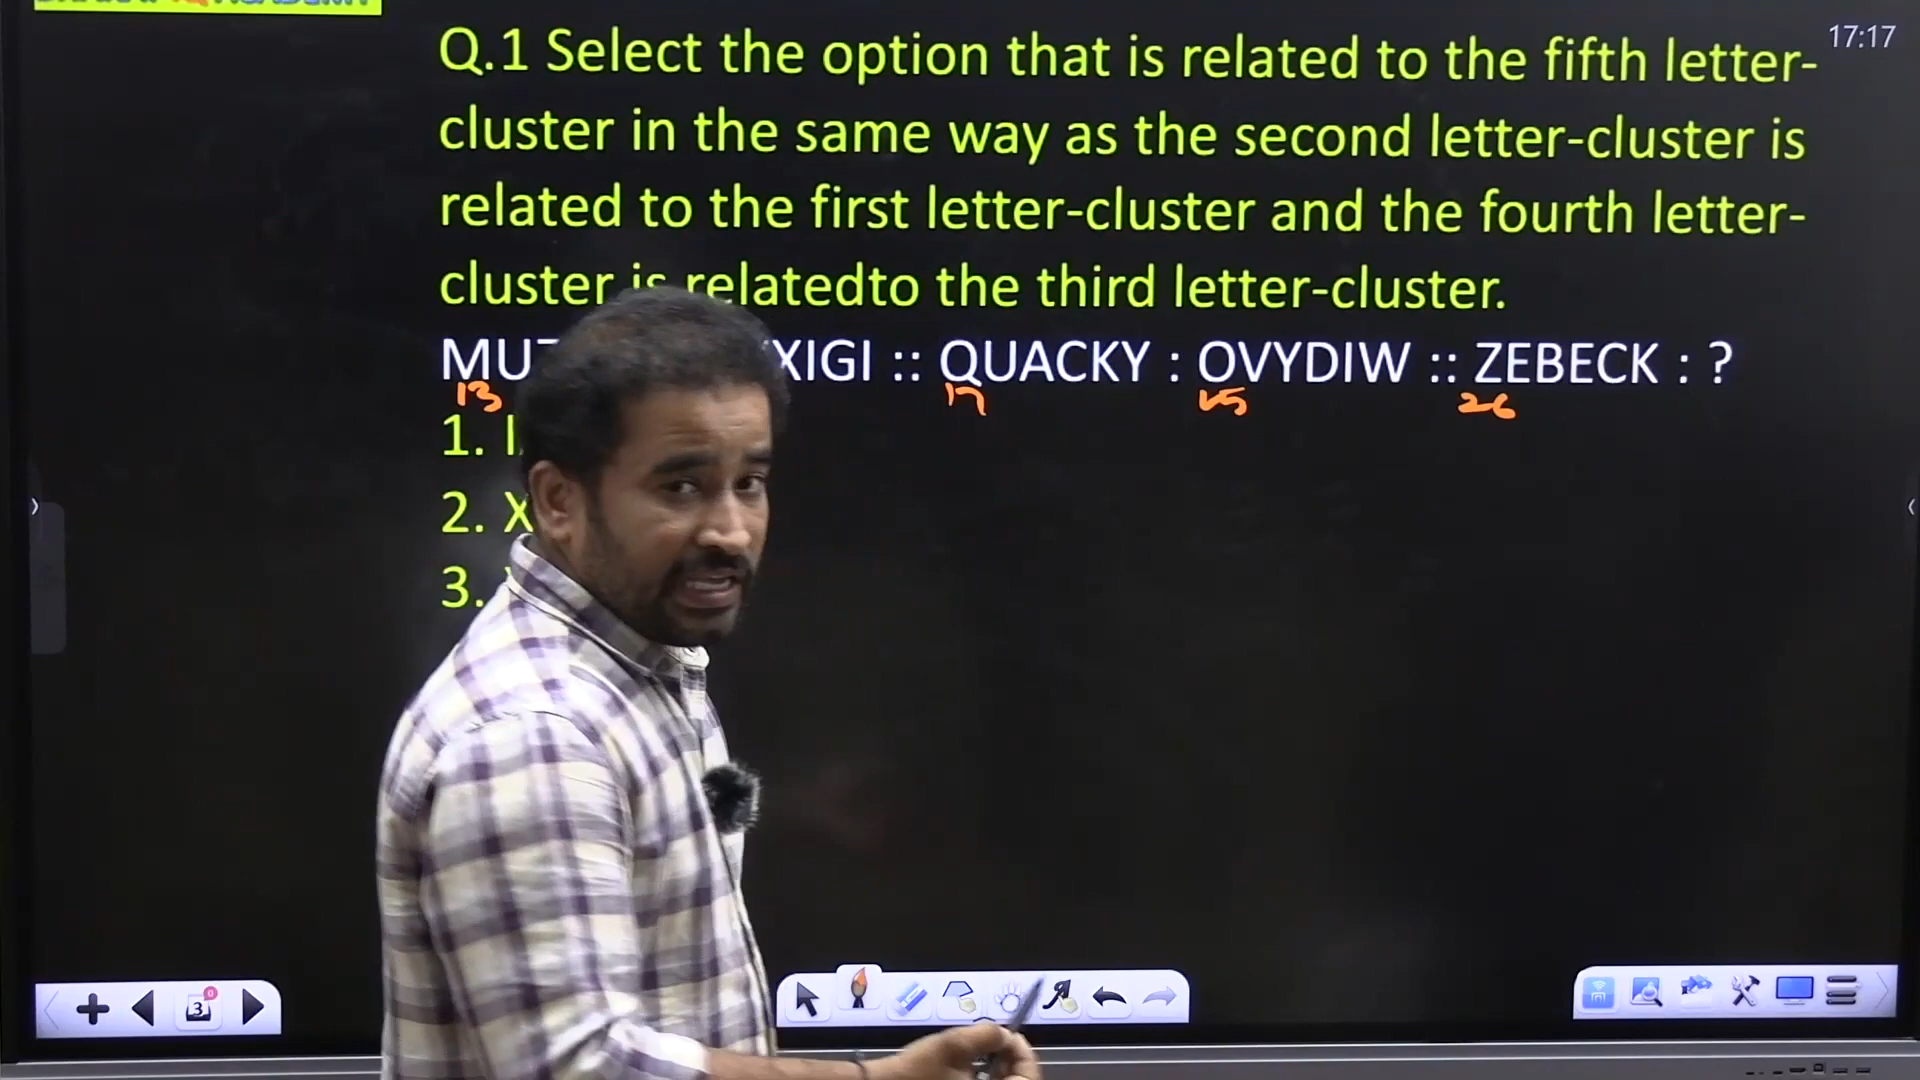 17:17
Q.1 Select the option that is related to the fifth letter-
cluster in the same way as the second letter-cluster is
related to the first letter-cluster and the fourth letter-
cluster is relatedto the third letter-cluster.
XIGI :: QUACKY : OVYDIW :: ZEBECK : ?
13 17 15 26
1.
2. X
3.
3
0